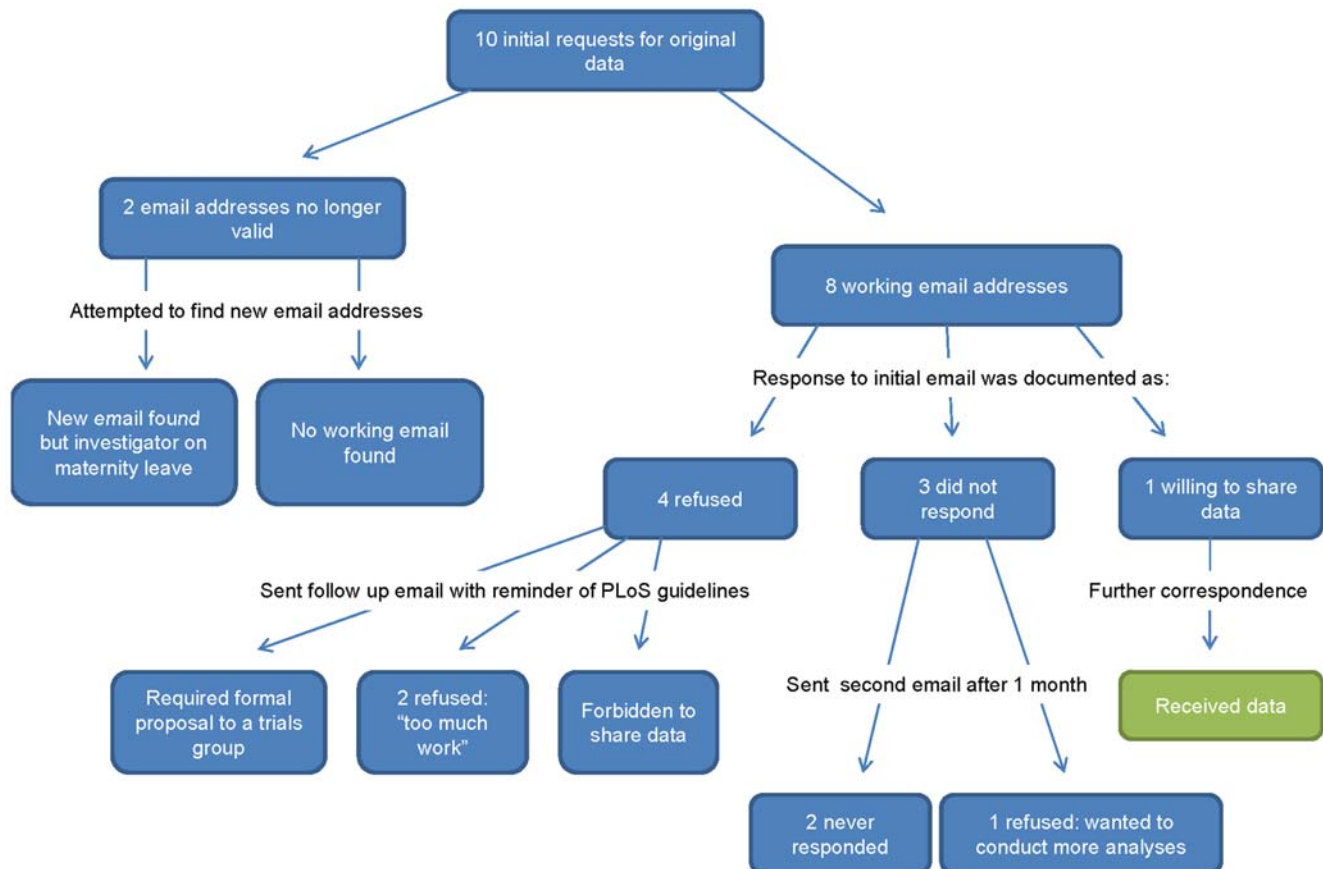 10 initial requests for original
data
2 email addresses no longer
valid
8 working email addresses
Attempted to find new email addresses
Response to initial email was documented as:
New email found
but investigator on
maternity leave
No working email
found
4 refused
3 did not
respond
1 willing to share
data
Sent follow up email with reminder of PLoS guidelines
Further correspondence
Required formal
proposal to a trials
group
2 refused:
“too much
work”
Forbidden to
share data
Sent second email after 1 month
Received data
2 never
responded
1 refused: wanted to
conduct more analyses